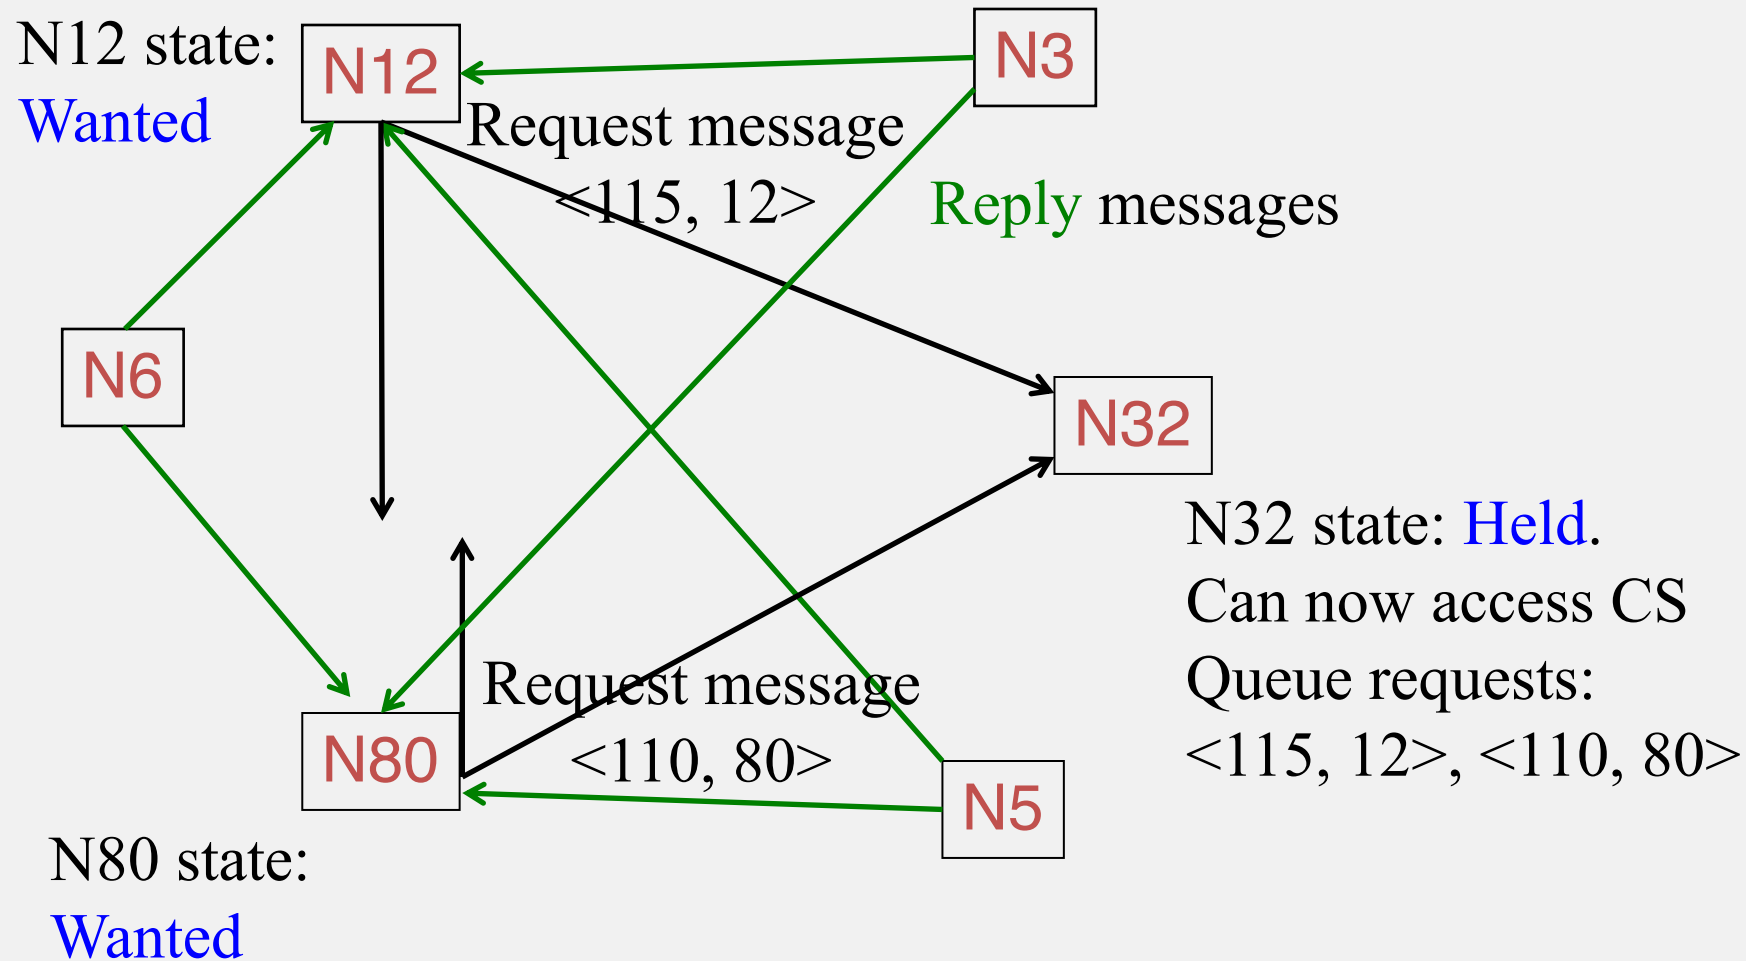 N12 state:
Wanted
N12
N3
Request message
<115, 12>
Reply messages
N6
N32
N32 state: Held.
Can now access CS
Queue requests:
<115, 12>, <110, 80>
Request message
<110, 80>
N80
N5
N80 state:
Wanted